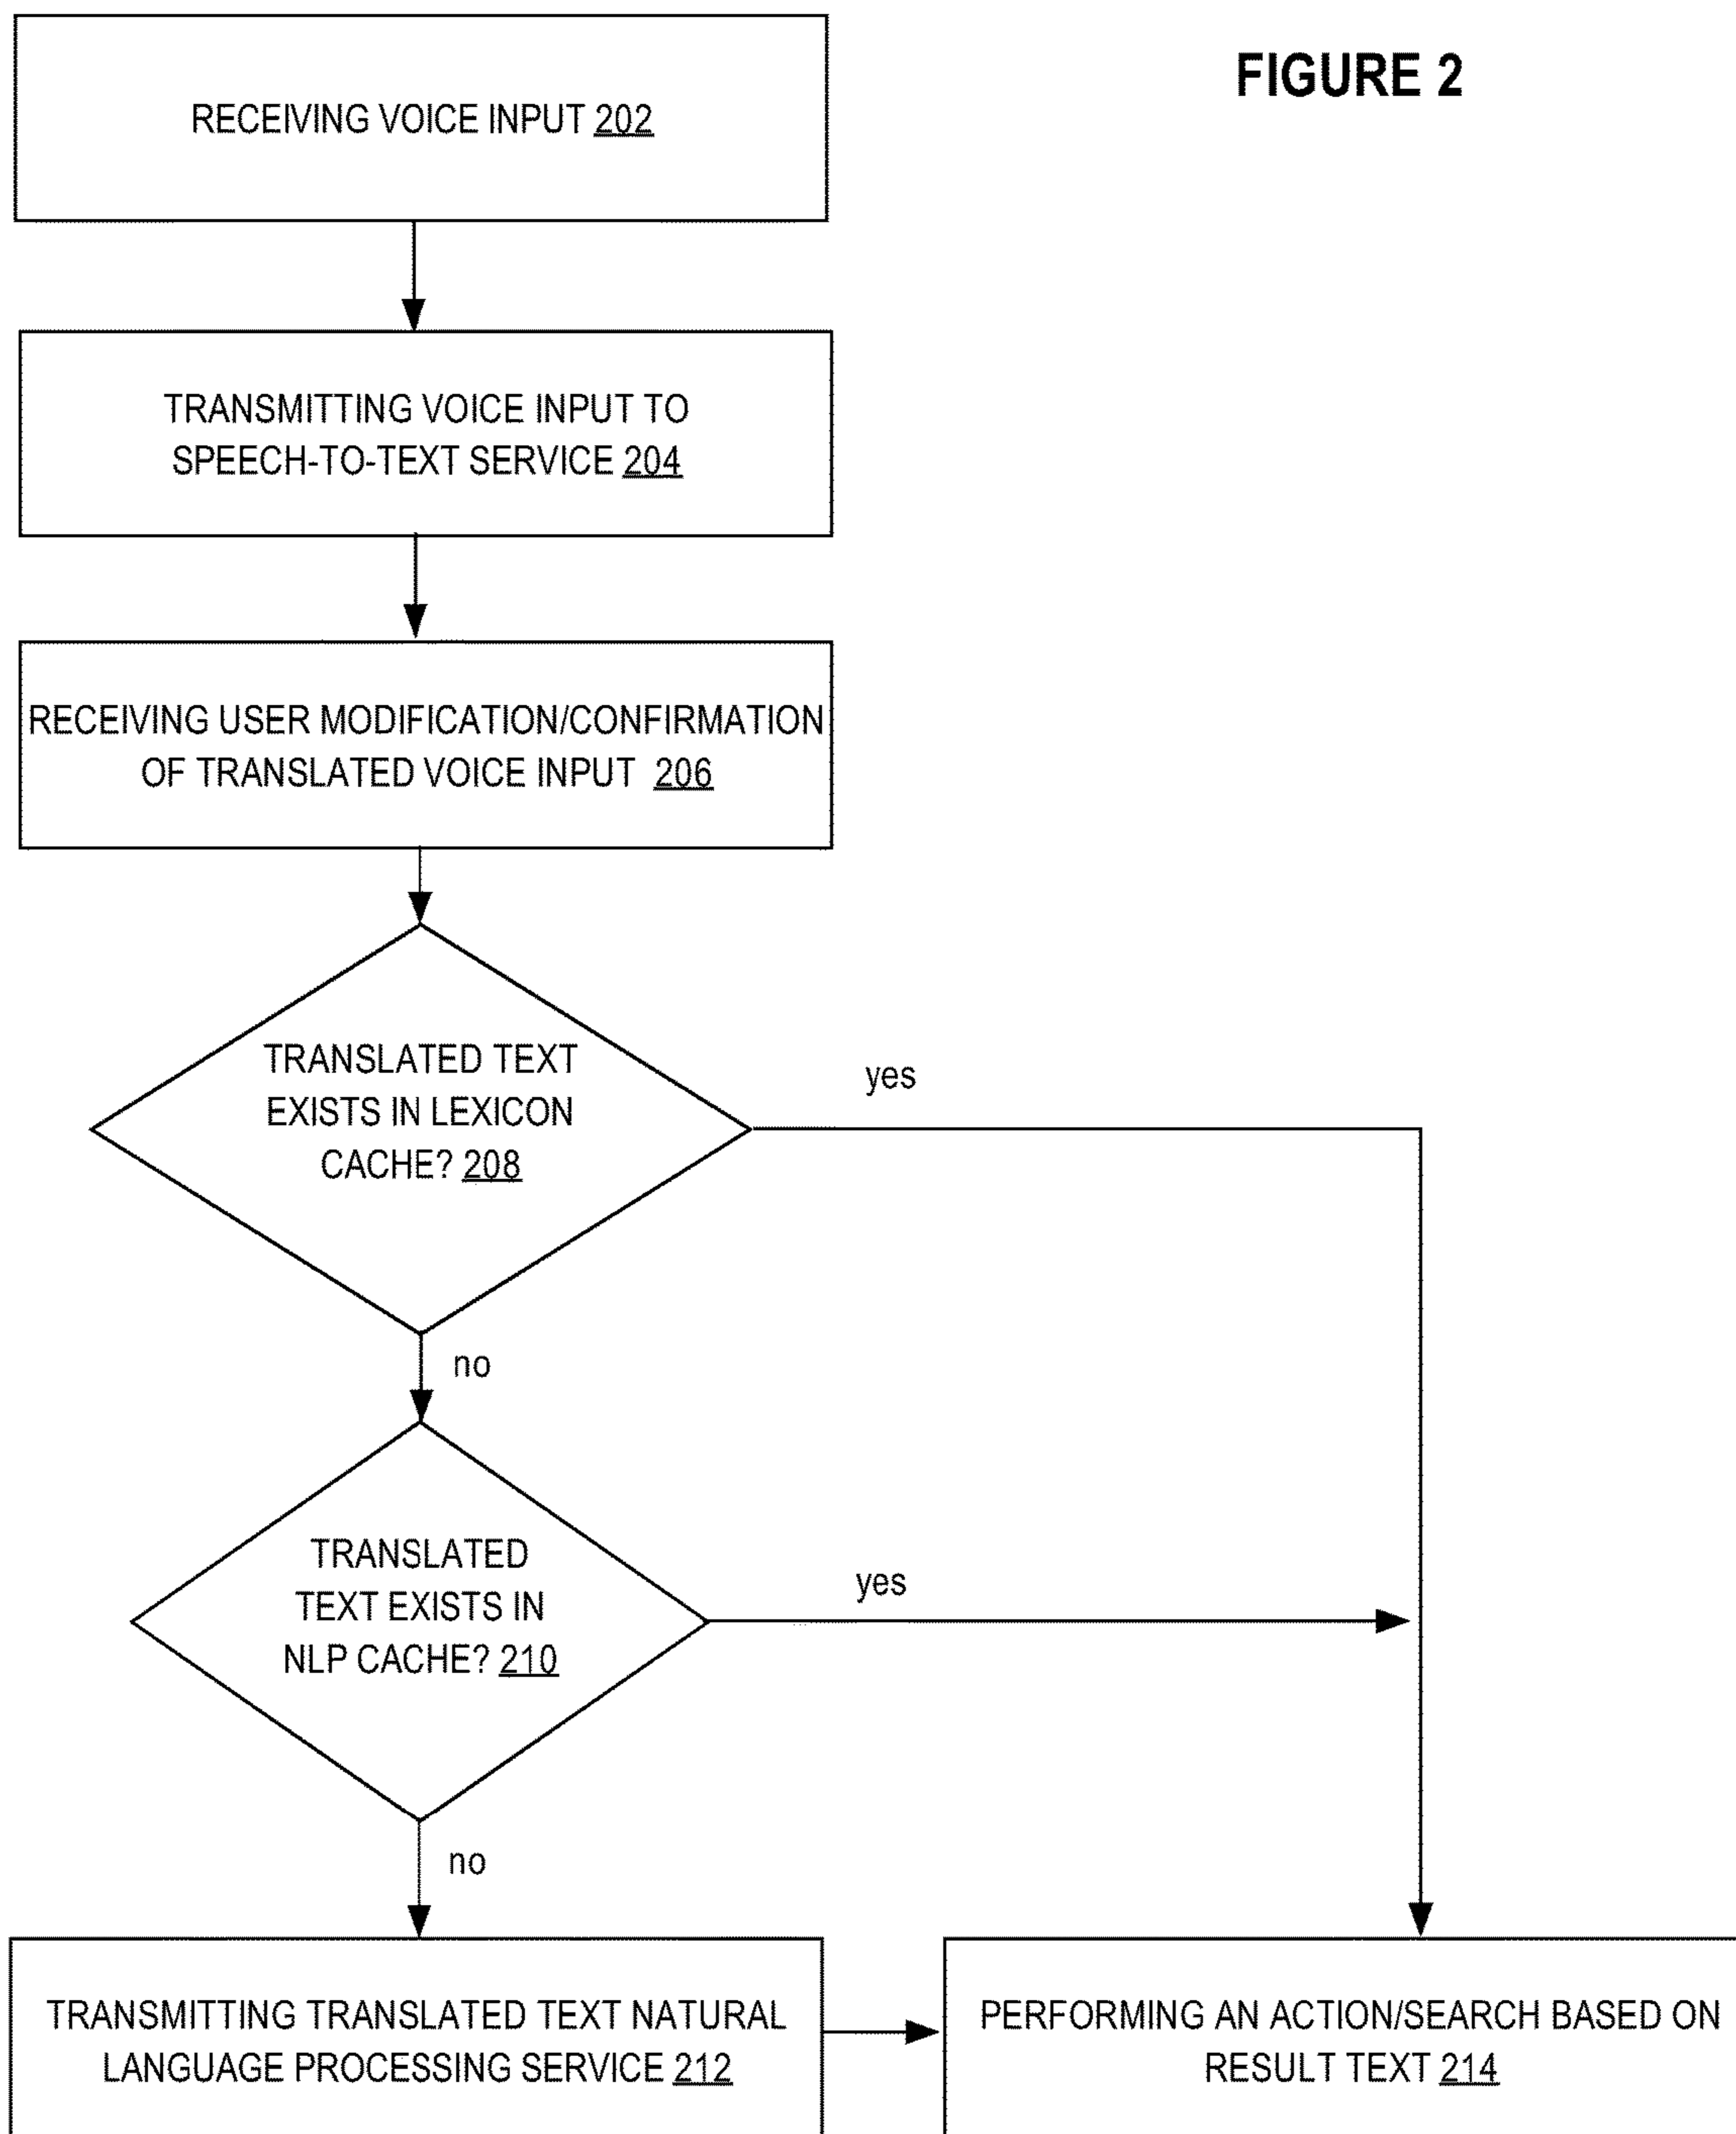 FIGURE 2
RECEIVING VOICE INPUT 202
TRANSMITTING VOICE INPUT TO
SPEECH-TO-TEXT SERVICE 204
RECEIVING USER MODIFICATION/CONFIRMATION
OF TRANSLATED VOICE INPUT 206
TRANSLATED TEXT
EXISTS IN LEXICON
CACHE? 208
yes
no
TRANSLATED
TEXT EXISTS IN
NLP CACHE? 210
yes
no
TRANSMITTING TRANSLATED TEXT NATURAL
LANGUAGE PROCESSING SERVICE 212
PERFORMING AN ACTION/SEARCH BASED ON
RESULT TEXT 214